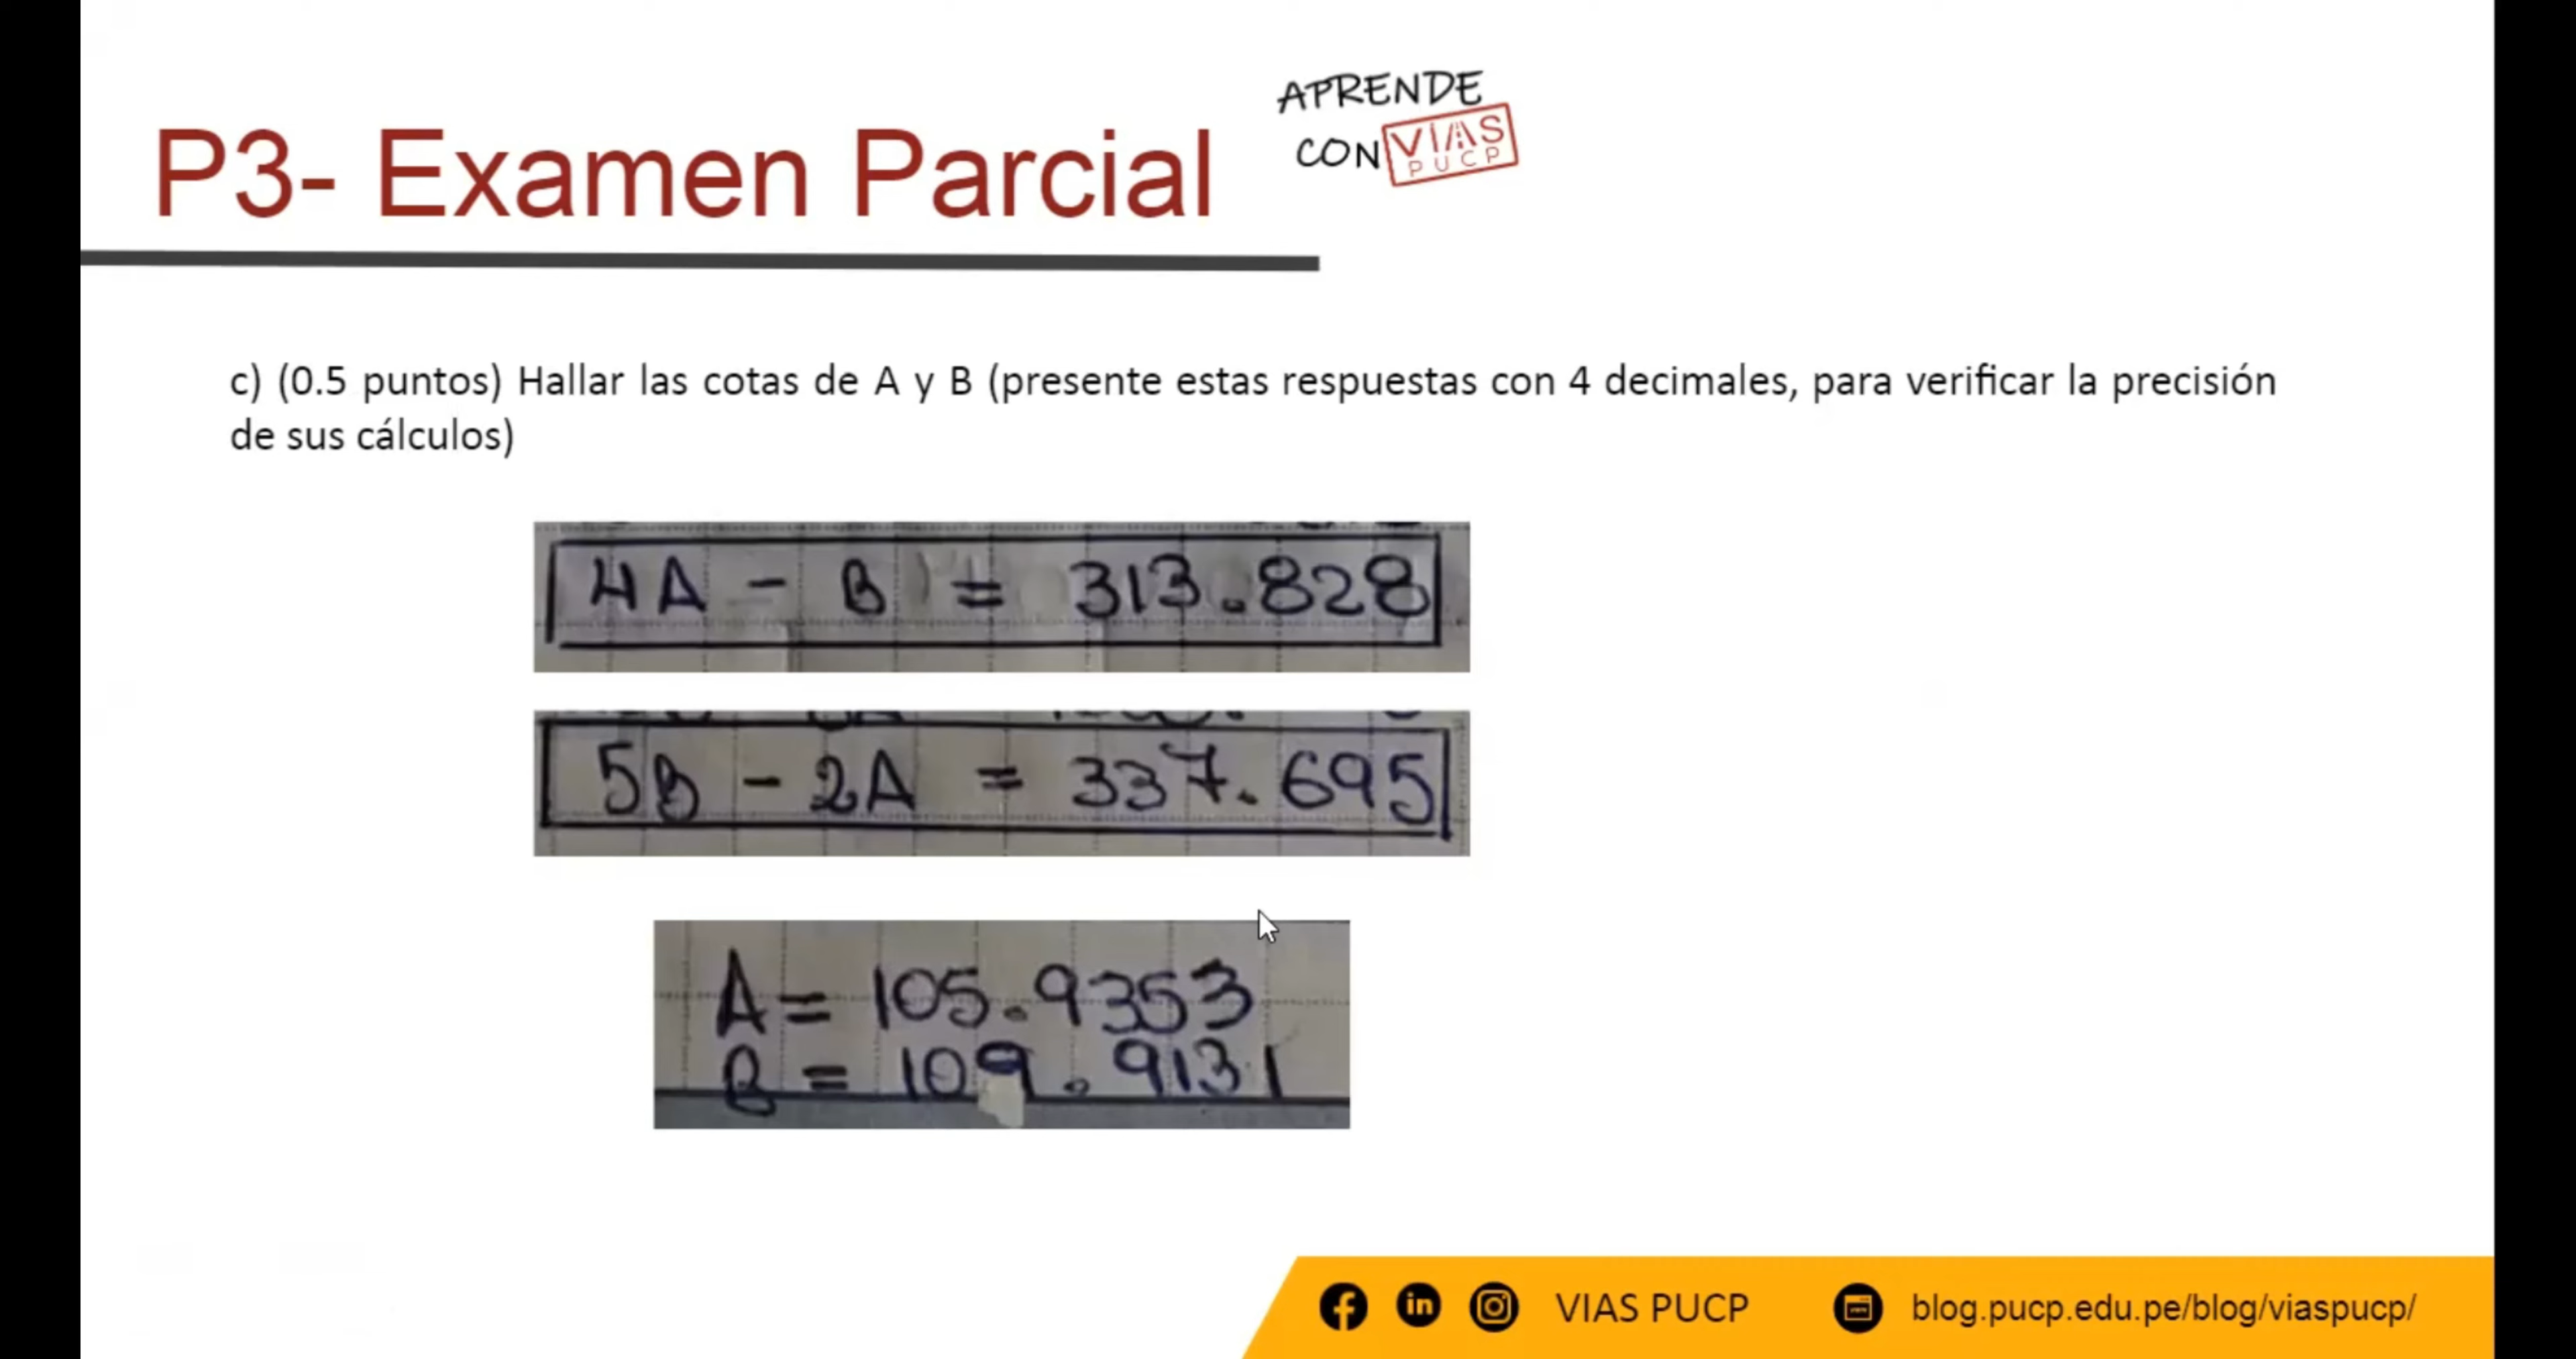 P3- Examen Parcial
APRENDE
CON VIAS
PUCP
c) (0.5 puntos) Hallar las cotas de A y B (presente estas respuestas con 4 decimales, para verificar la precisión
de sus cálculos)
4A - B = 313.828
5B - 2A = 337.695
A = 105.9353
B = 109.9131
VIAS PUCP blog.pucp.edu.pe/blog/viaspucp/